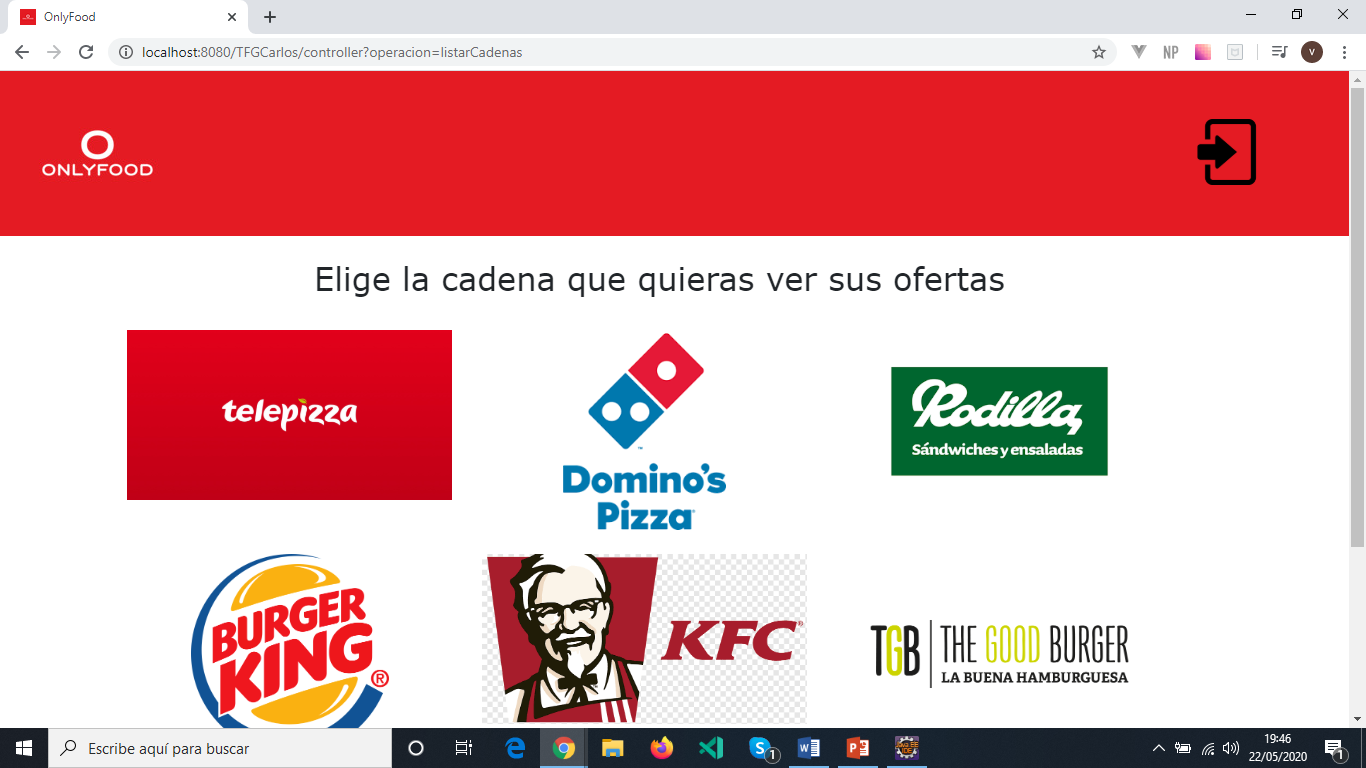 OnlyFood
localhost:8080/TFGCarlos/controller?operacion=listarCadenas
NP
V
ONLYFOOD
Elige la cadena que quieras ver sus ofertas
telepizza
Domino's
Pizza
Rodilla
Sándwiches y ensaladas
BURGER
KING®
KFC®
TGB THE GOOD BURGER
LA BUENA HAMBURGUESA
Escribe aquí para buscar
1
19:46
22/05/2020
1